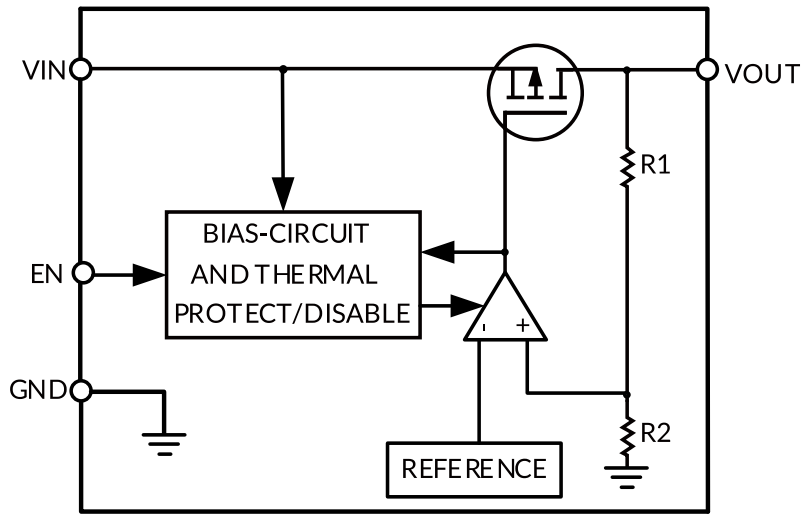 VIN
VOUT
R1
BIAS-CIRCUIT
AND THERMAL
PROTECT/DISABLE
EN
- +
GND
R2
REFERENCE